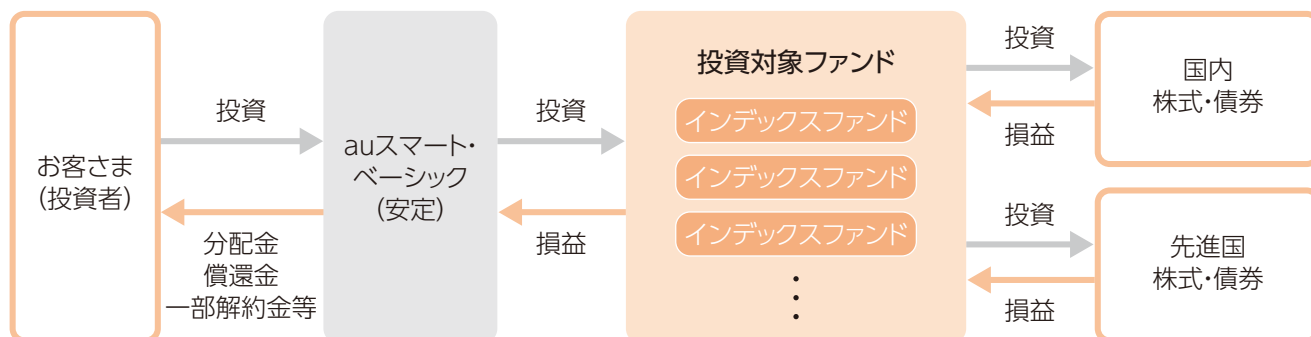 お客さま
(投資者)
投資
分配金
償還金
一部解約金等
auスマート・
ベーシック
(安定)
投資
損益
投資対象ファンド
インデックスファンド
インデックスファンド
インデックスファンド
・
・
・
投資
損益
国内
株式・債券
投資
損益
先進国
株式・債券